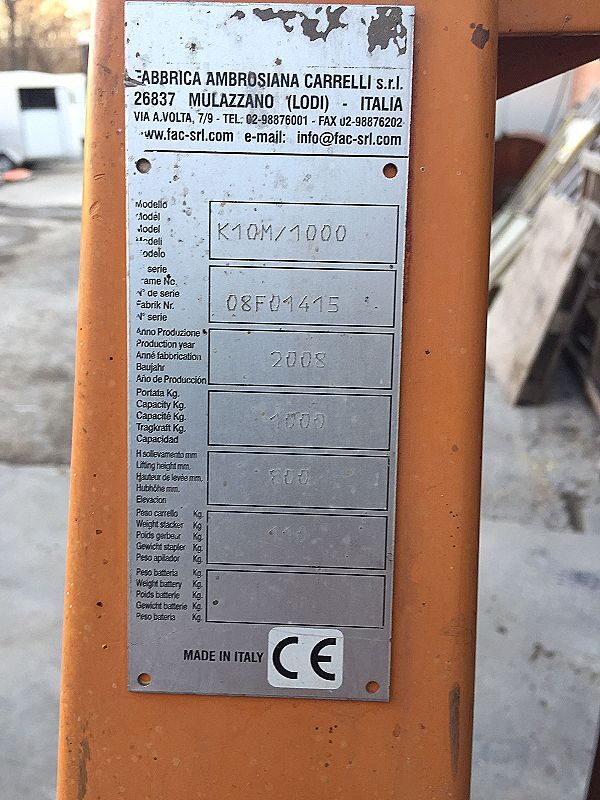 FABBRICA AMBROSIANA CARRELLI s.r.l.
26837 MULAZZANO (LODI) - ITALIA
VIA A.VOLTA, 7/9 - TEL. 02-98876001 - FAX 02-98876202
www.fac-srl.com e-mail: info@fac-srl.com
Modello
Modèl
Model
Modell
Modelo
K10M/1000
serie
Frame No.
N° de serie
Fabrik Nr.
N° serie
08F01415
Anno Produzione
Production year
Anné fabbrication
Baujahr
Año de Producción
2008
Portata Kg.
Capacity Kg.
Capacité Kg.
Tragkraft Kg.
Capacidad
1000
H sollevamento mm
Lifting height mm.
Hauteur de levée mm.
Hubhöhe mm.
Elevacion
800
Peso carrello Kg.
Weight stacker Kg.
Poids gerbeur Kg.
Gewicht stapler Kg.
Peso apilador Kg.
Peso batteria Kg.
Weight battery Kg.
Poids batterie Kg.
Gewicht batterie Kg.
Peso bateria Kg.
MADE IN ITALY CE